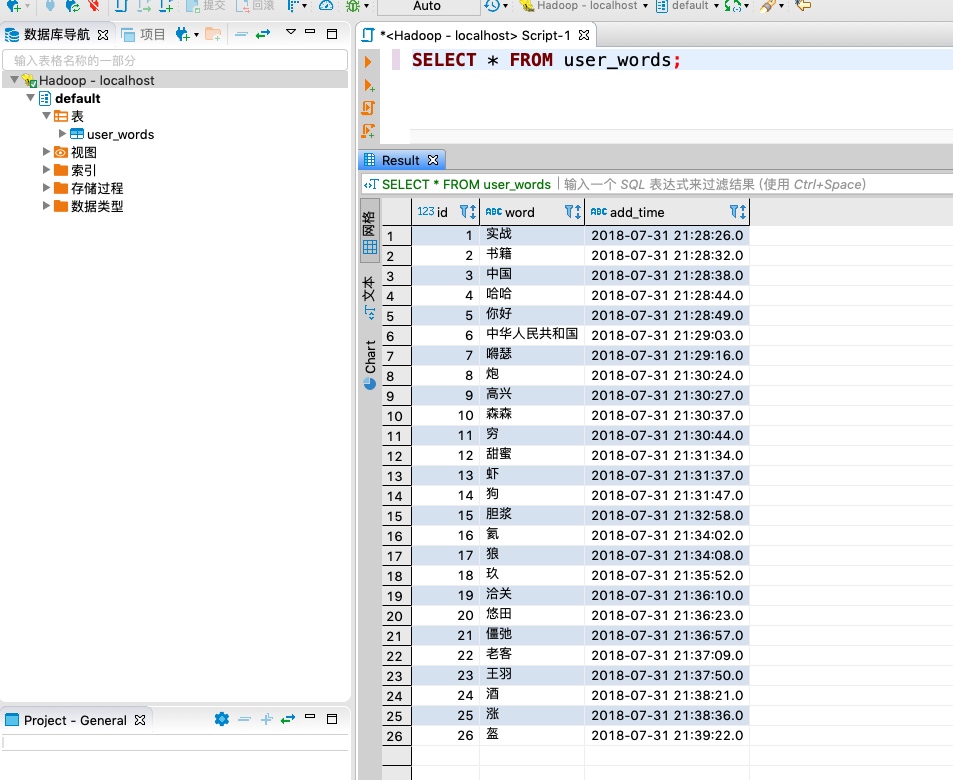 提交 回滚 Auto Hadoop - localhost default
数据库导航 项目
*<Hadoop - localhost> Script-1
输入表格名称的一部分
Hadoop - localhost
default
表
user_words
视图
索引
存储过程
数据类型
SELECT * FROM user_words;
Result
SELECT * FROM user_words 输入一个 SQL 表达式来过滤结果 (使用 Ctrl+Space)
网格
文本
Chart
123 id ABC word ABC add_time
1 1 实战 2018-07-31 21:28:26.0
2 2 书籍 2018-07-31 21:28:32.0
3 3 中国 2018-07-31 21:28:38.0
4 4 哈哈 2018-07-31 21:28:44.0
5 5 你好 2018-07-31 21:28:49.0
6 6 中华人民共和国 2018-07-31 21:29:03.0
7 7 嘚瑟 2018-07-31 21:29:16.0
8 8 炮 2018-07-31 21:30:24.0
9 9 高兴 2018-07-31 21:30:27.0
10 10 森森 2018-07-31 21:30:37.0
11 11 穷 2018-07-31 21:30:44.0
12 12 甜蜜 2018-07-31 21:31:34.0
13 13 虾 2018-07-31 21:31:37.0
14 14 狗 2018-07-31 21:31:47.0
15 15 胆浆 2018-07-31 21:32:58.0
16 16 氦 2018-07-31 21:34:02.0
17 17 狼 2018-07-31 21:34:08.0
18 18 玖 2018-07-31 21:35:52.0
19 19 洽关 2018-07-31 21:36:10.0
20 20 悠田 2018-07-31 21:36:23.0
21 21 僵弛 2018-07-31 21:36:57.0
22 22 老客 2018-07-31 21:37:09.0
23 23 王羽 2018-07-31 21:37:50.0
24 24 酒 2018-07-31 21:38:21.0
25 25 涨 2018-07-31 21:38:36.0
26 26 盔 2018-07-31 21:39:22.0
Project - General